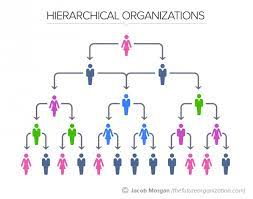 HIERARCHICAL ORGANIZATIONS
© Jacob Morgan (thefutureorganization.com)